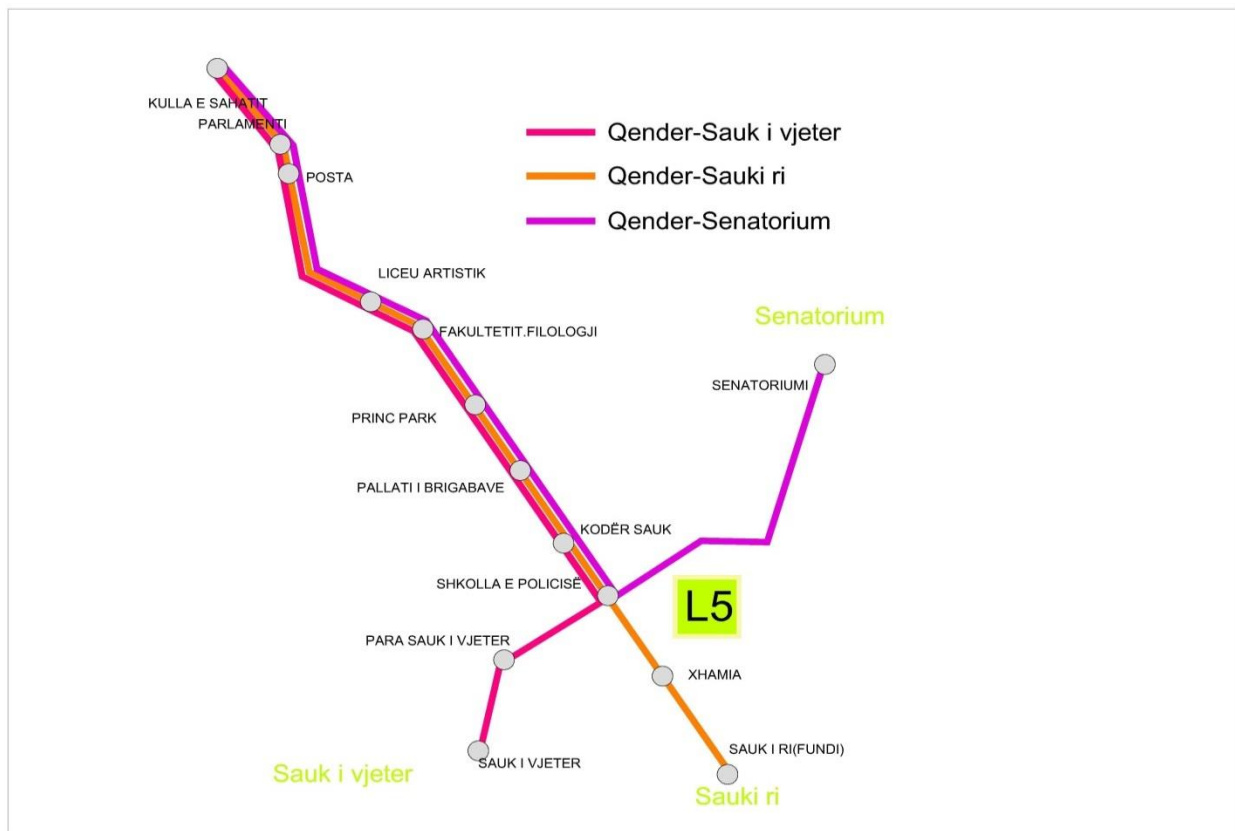 KULLA E SAHATIT
PARLAMENTI
POSTA
Qender-Sauk i vjeter
Qender-Sauki ri
Qender-Senatorium
LICEU ARTISTIK
FAKULTETIT.FILOLOGJI
Senatorium
SENATORIUMI
PRINC PARK
PALLATI I BRIGABAVE
KODËR SAUK
SHKOLLA E POLICISË
L5
PARA SAUK I VJETER
XHAMIA
SAUK I RI(FUNDI)
SAUK I VJETER
Sauk i vjeter
Sauki ri